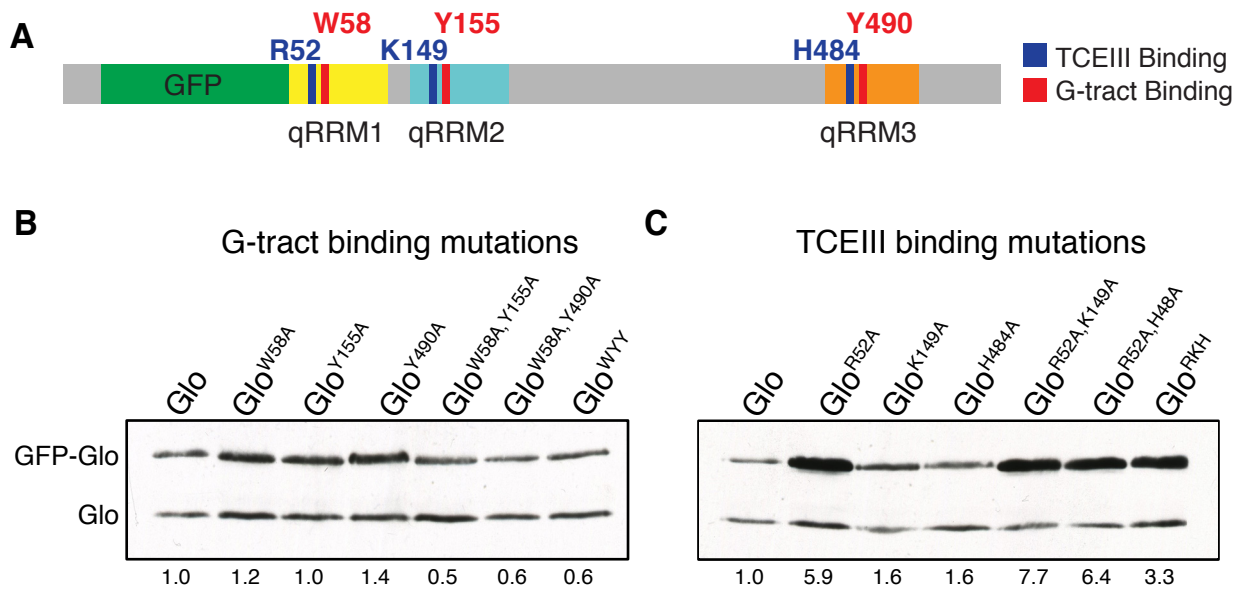 A
W58 Y155 Y490
R52 K149 H484
GFP
qRRM1 qRRM2 qRRM3
TCEIII Binding
G-tract Binding
B
G-tract binding mutations
Glo Glo^W58A Glo^Y155A Glo^Y490A Glo^W58A,Y155A Glo^W58A,Y490A Glo^WYY
GFP-Glo
Glo
1.0 1.2 1.0 1.4 0.5 0.6 0.6
C
TCEIII binding mutations
Glo Glo^R52A Glo^K149A Glo^H484A Glo^R52A,K149A Glo^R52A,H48A Glo^RKH
1.0 5.9 1.6 1.6 7.7 6.4 3.3